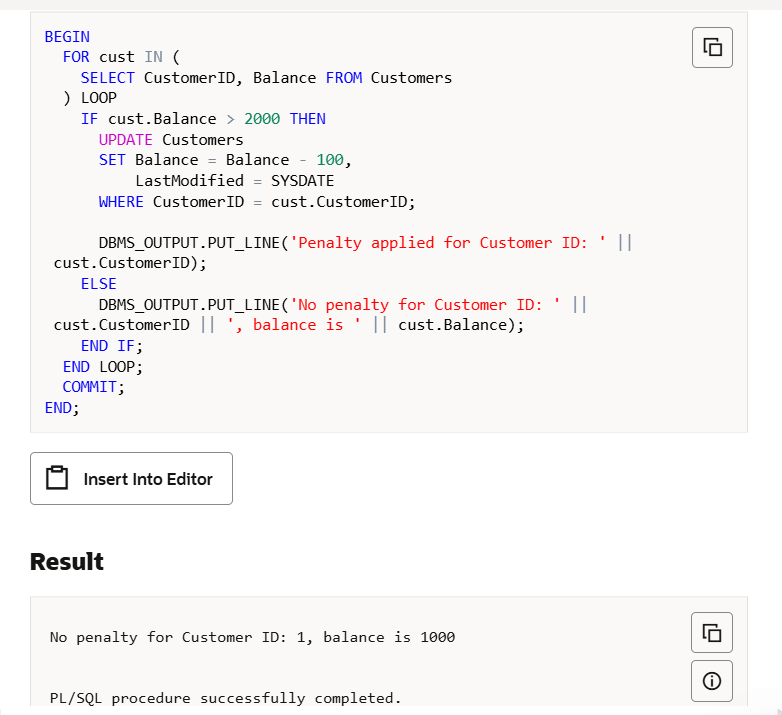 BEGIN
  FOR cust IN (
    SELECT CustomerID, Balance FROM Customers
  ) LOOP
    IF cust.Balance > 2000 THEN
      UPDATE Customers
      SET Balance = Balance - 100,
          LastModified = SYSDATE
      WHERE CustomerID = cust.CustomerID;

      DBMS_OUTPUT.PUT_LINE('Penalty applied for Customer ID: ' ||
 cust.CustomerID);
    ELSE
      DBMS_OUTPUT.PUT_LINE('No penalty for Customer ID: ' ||
 cust.CustomerID || ', balance is ' || cust.Balance);
    END IF;
  END LOOP;
  COMMIT;
END;
Insert Into Editor
Result
No penalty for Customer ID: 1, balance is 1000
PL/SQL procedure successfully completed.